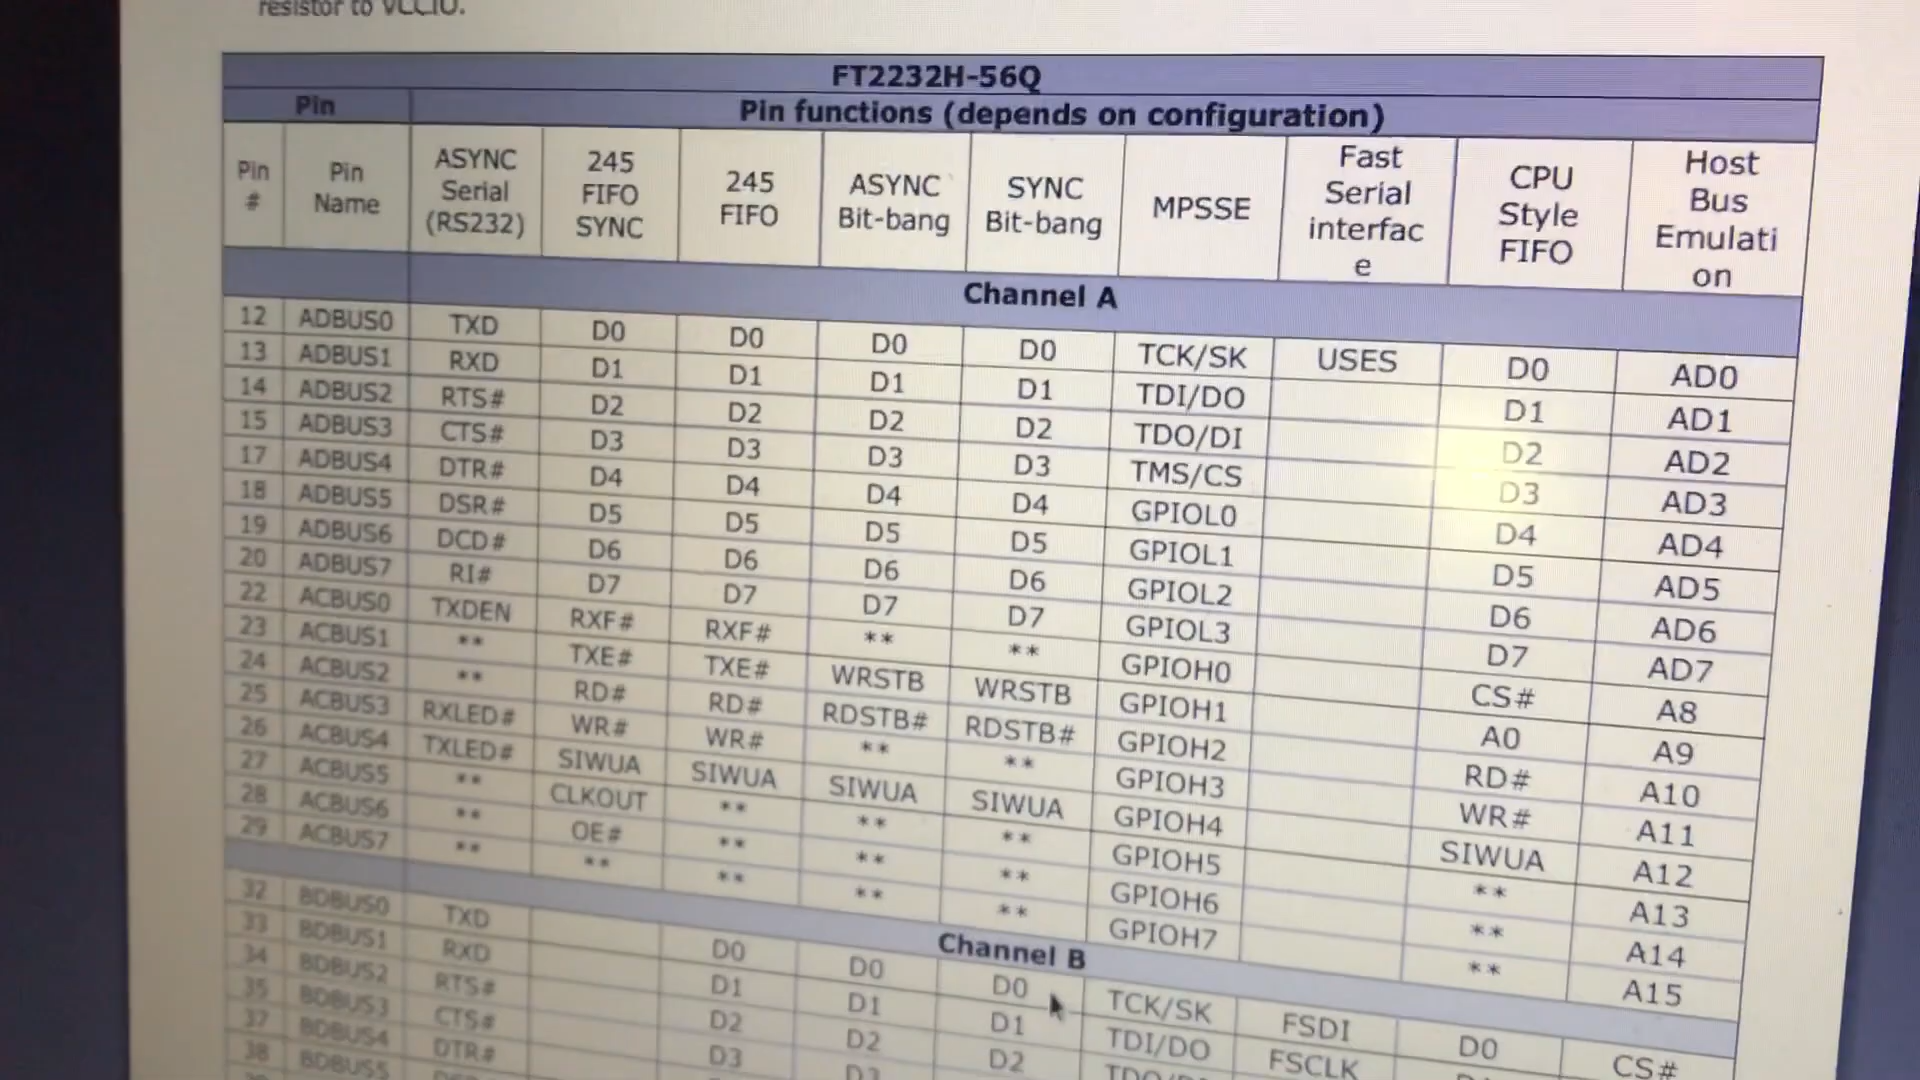 resistor to VCCIO.
FT2232H-56Q
Pin Pin functions (depends on configuration)
Pin # Pin Name ASYNC Serial (RS232) 245 FIFO SYNC 245 FIFO ASYNC Bit-bang SYNC Bit-bang MPSSE Fast Serial interfac e CPU Style FIFO Host Bus Emulati on
Channel A
12 ADBUS0 TXD D0 D0 D0 D0 TCK/SK USES D0 AD0
13 ADBUS1 RXD D1 D1 D1 D1 TDI/DO D1 AD1
14 ADBUS2 RTS# D2 D2 D2 D2 TDO/DI D2 AD2
15 ADBUS3 CTS# D3 D3 D3 D3 TMS/CS D3 AD3
17 ADBUS4 DTR# D4 D4 D4 D4 GPIOL0 D4 AD4
18 ADBUS5 DSR# D5 D5 D5 D5 GPIOL1 D5 AD5
19 ADBUS6 DCD# D6 D6 D6 D6 GPIOL2 D6 AD6
20 ADBUS7 RI# D7 D7 D7 D7 GPIOL3 D7 AD7
22 ACBUS0 TXDEN RXF# RXF# ** ** GPIOH0 CS# A8
23 ACBUS1 ** TXE# TXE# WRSTB WRSTB GPIOH1 A0 A9
24 ACBUS2 ** RD# RD# RDSTB# RDSTB# GPIOH2 RD# A10
25 ACBUS3 RXLED# WR# WR# ** ** GPIOH3 WR# A11
26 ACBUS4 TXLED# SIWUA SIWUA SIWUA SIWUA GPIOH4 SIWUA A12
27 ACBUS5 ** CLKOUT ** ** ** GPIOH5 ** A13
28 ACBUS6 ** OE# ** ** ** GPIOH6 ** A14
29 ACBUS7 ** ** ** ** ** GPIOH7 ** A15
Channel B
32 BDBUS0 TXD D0 D0 D0 TCK/SK FSDI D0 CS#
33 BDBUS1 RXD D1 D1 D1 TDI/DO FSCLK
34 BDBUS2 RTS# D2 D2 D2
35 BDBUS3 CTS# D3 D3
37 BDBUS4 DTR#
38 BDBUS5